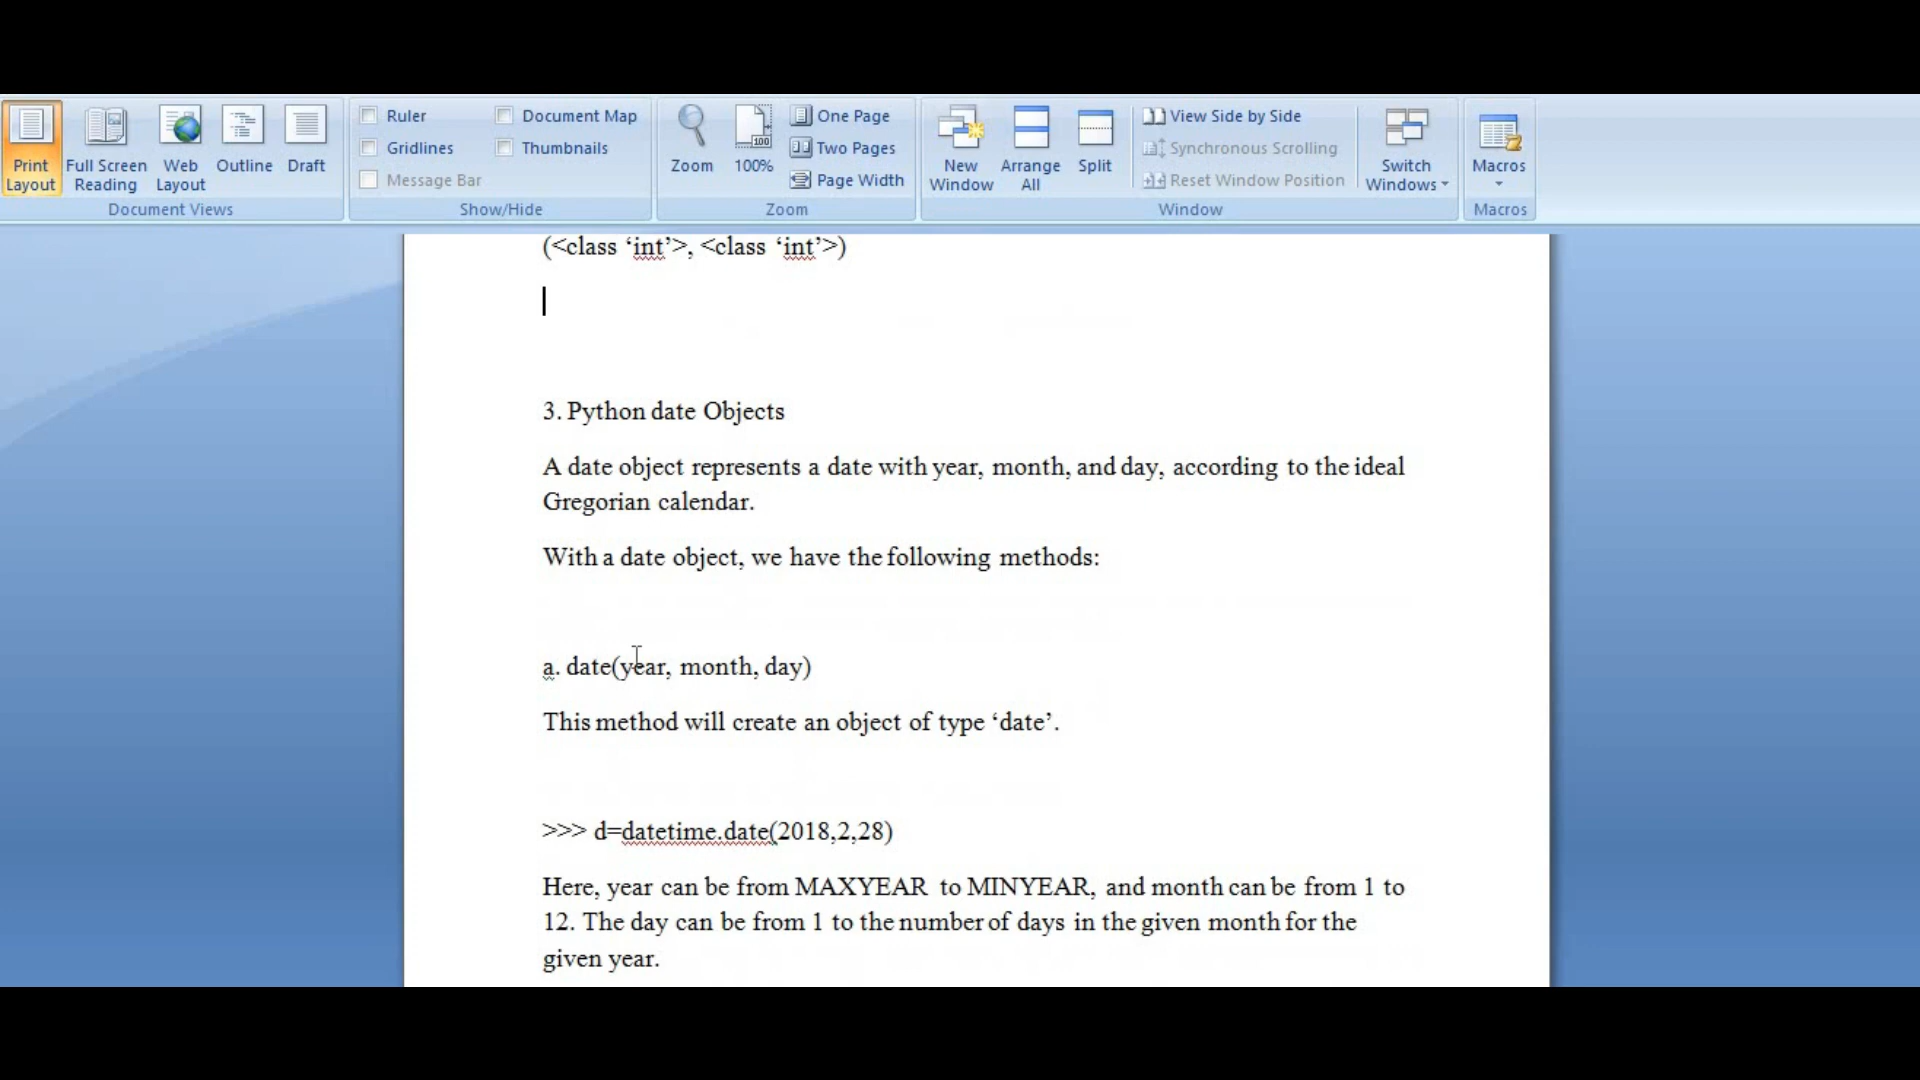 Print Layout
Full Screen Reading
Web Layout
Outline
Draft
Document Views
Ruler
Gridlines
Message Bar
Document Map
Thumbnails
Show/Hide
Zoom
100%
One Page
Two Pages
Page Width
Zoom
New Window
Arrange All
Split
View Side by Side
Synchronous Scrolling
Reset Window Position
Switch Windows
Window
Macros
Macros
(<class ‘int’>, <class ‘int’>)
3. Python date Objects
A date object represents a date with year, month, and day, according to the ideal
Gregorian calendar.
With a date object, we have the following methods:
a. date(year, month, day)
This method will create an object of type ‘date’.
>>> d=datetime.date(2018,2,28)
Here, year can be from MAXYEAR to MINYEAR, and month can be from 1 to
12. The day can be from 1 to the number of days in the given month for the
given year.